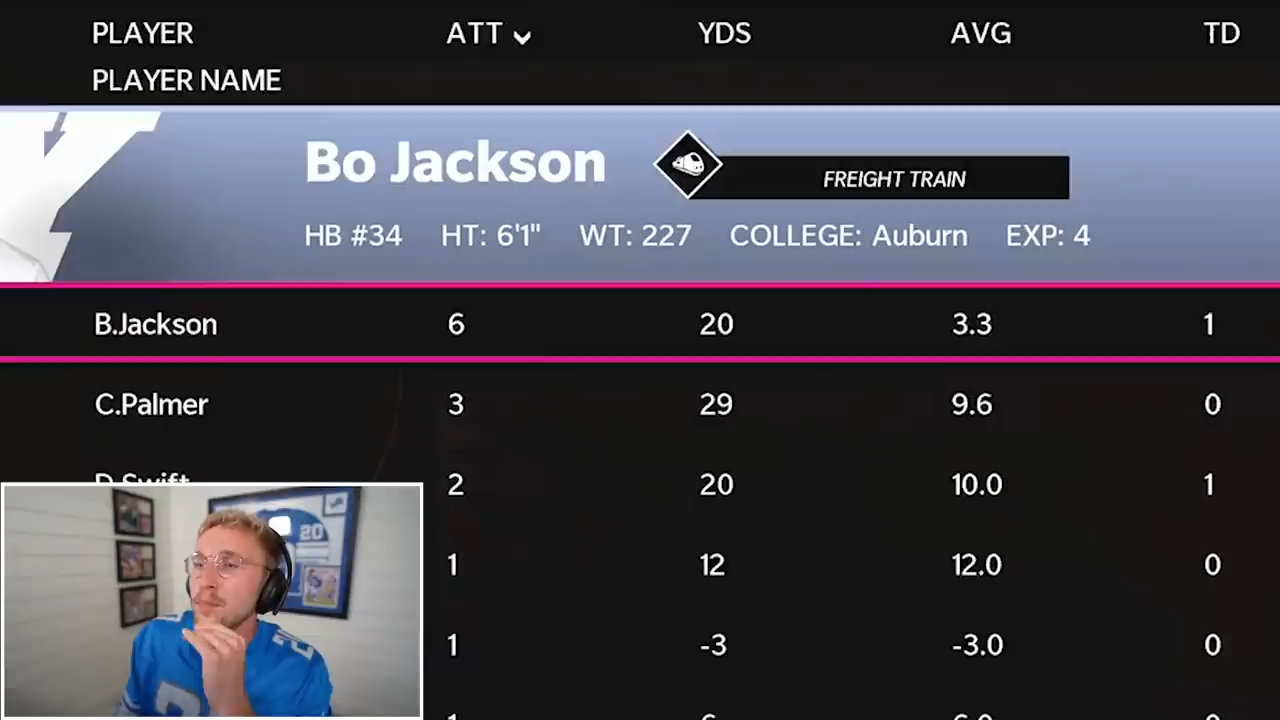 PLAYER ATT YDS AVG TD
PLAYER NAME
Bo Jackson FREIGHT TRAIN
HB #34 HT: 6'1" WT: 227 COLLEGE: Auburn EXP: 4
B.Jackson 6 20 3.3 1
C.Palmer 3 29 9.6 0
D.Swift 2 20 10.0 1
20
1 12 12.0 0
1 -3 -3.0 0